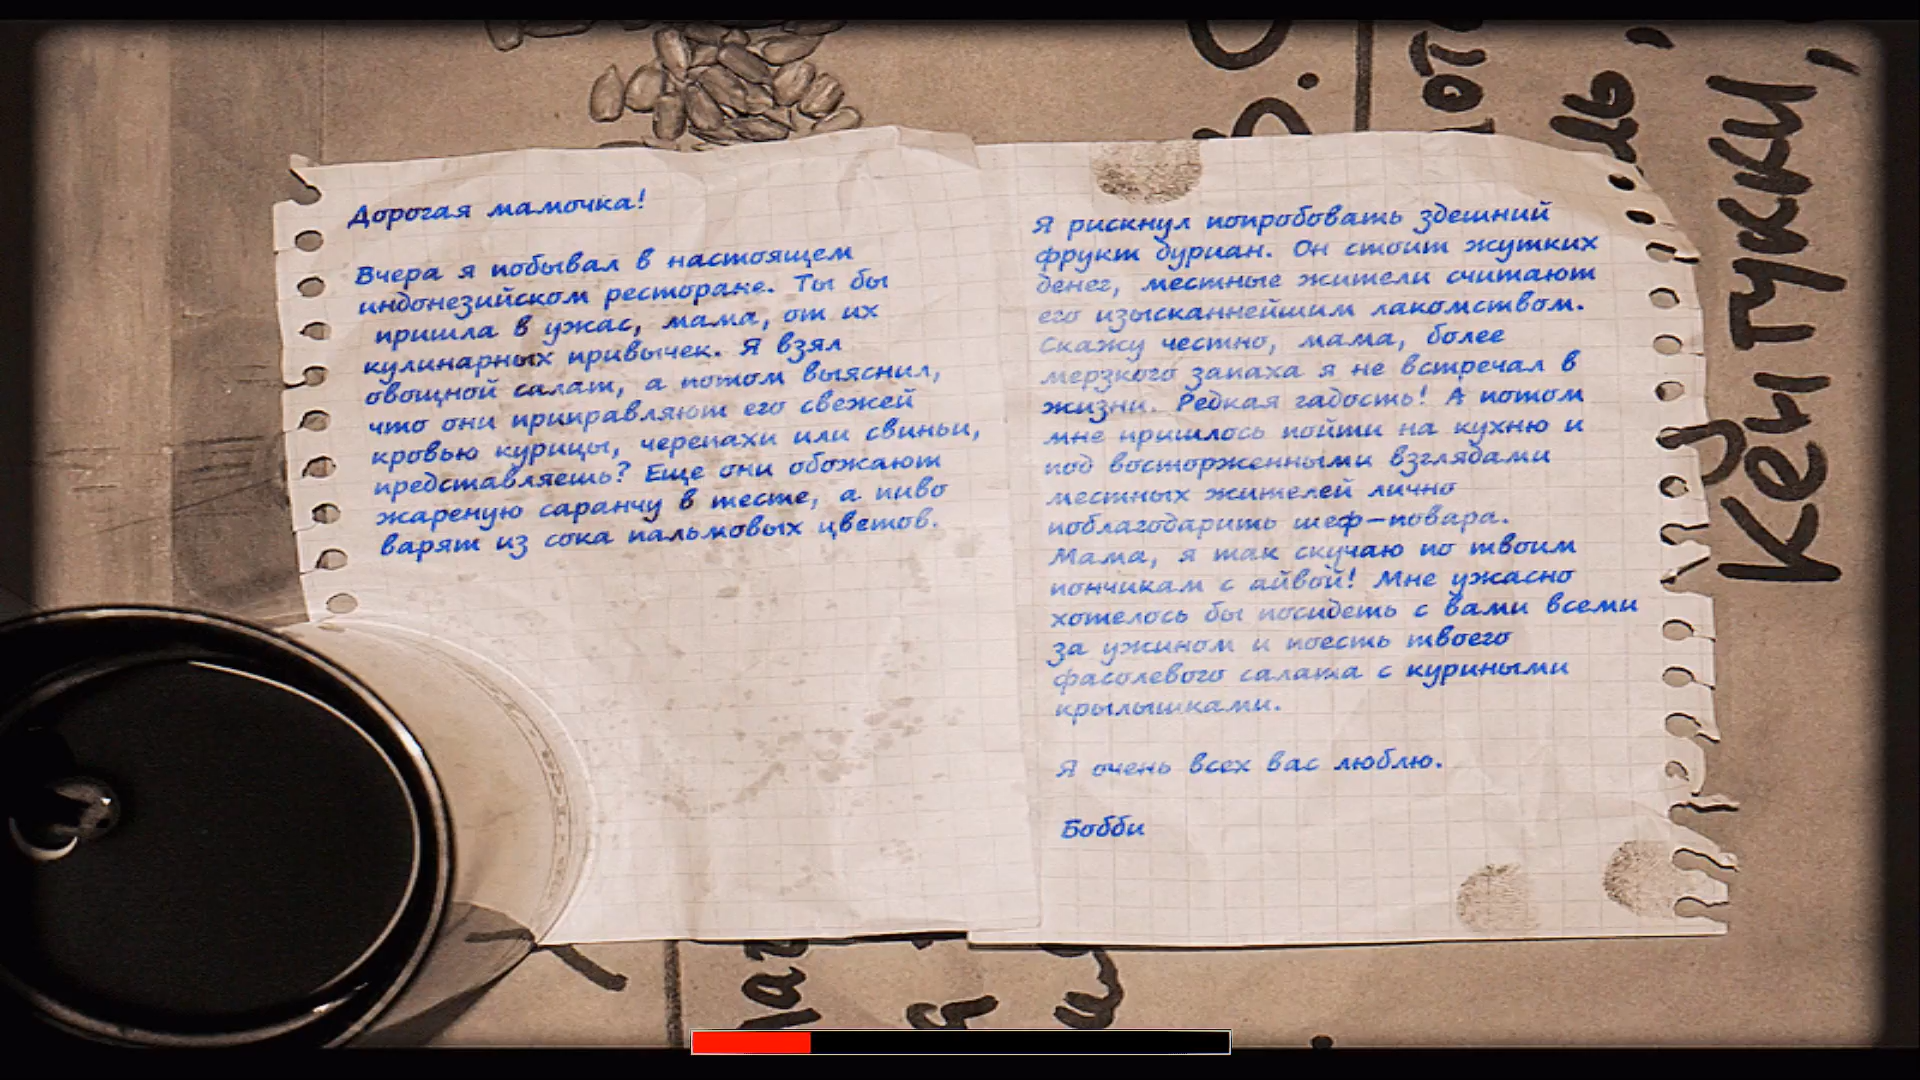 Дорогая мамочка!
Вчера я побывал в настоящем
индонезийском ресторане. Ты бы
пришла в ужас, мама, от их
кулинарных привычек. Я взял
овощной салат, а потом выяснил,
что они приправляют его свежей
кровью курицы, черепахи или свиньи,
представляешь? Еще они обожают
жареную саранчу в тесте, а пиво
варят из сока пальмовых цветов.
Я рискнул попробовать здешний
фрукт дуриан. Он стоит жутких
денег, местные жители считают
его изысканнейшим лакомством.
Скажу честно, мама, более
мерзкого запаха я не встречал в
жизни. Редкая гадость! А потом
мне пришлось пойти на кухню и
под восторженными взглядами
местных жителей лично
поблагодарить шеф-повара.
Мама, я так скучаю по твоим
пончикам с айвой! Мне ужасно
хотелось бы посидеть с вами всеми
за ужином и поесть твоего
фасолевого салата с куриными
крылышками.
Я очень всех вас люблю.
Бобби
Кентукки,